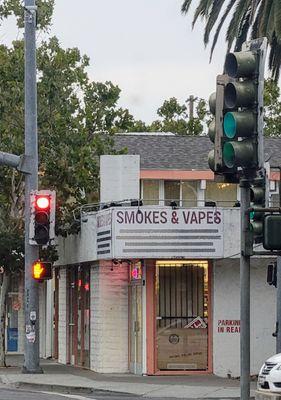 SMOKES & VAPES
PARKING
IN REAR